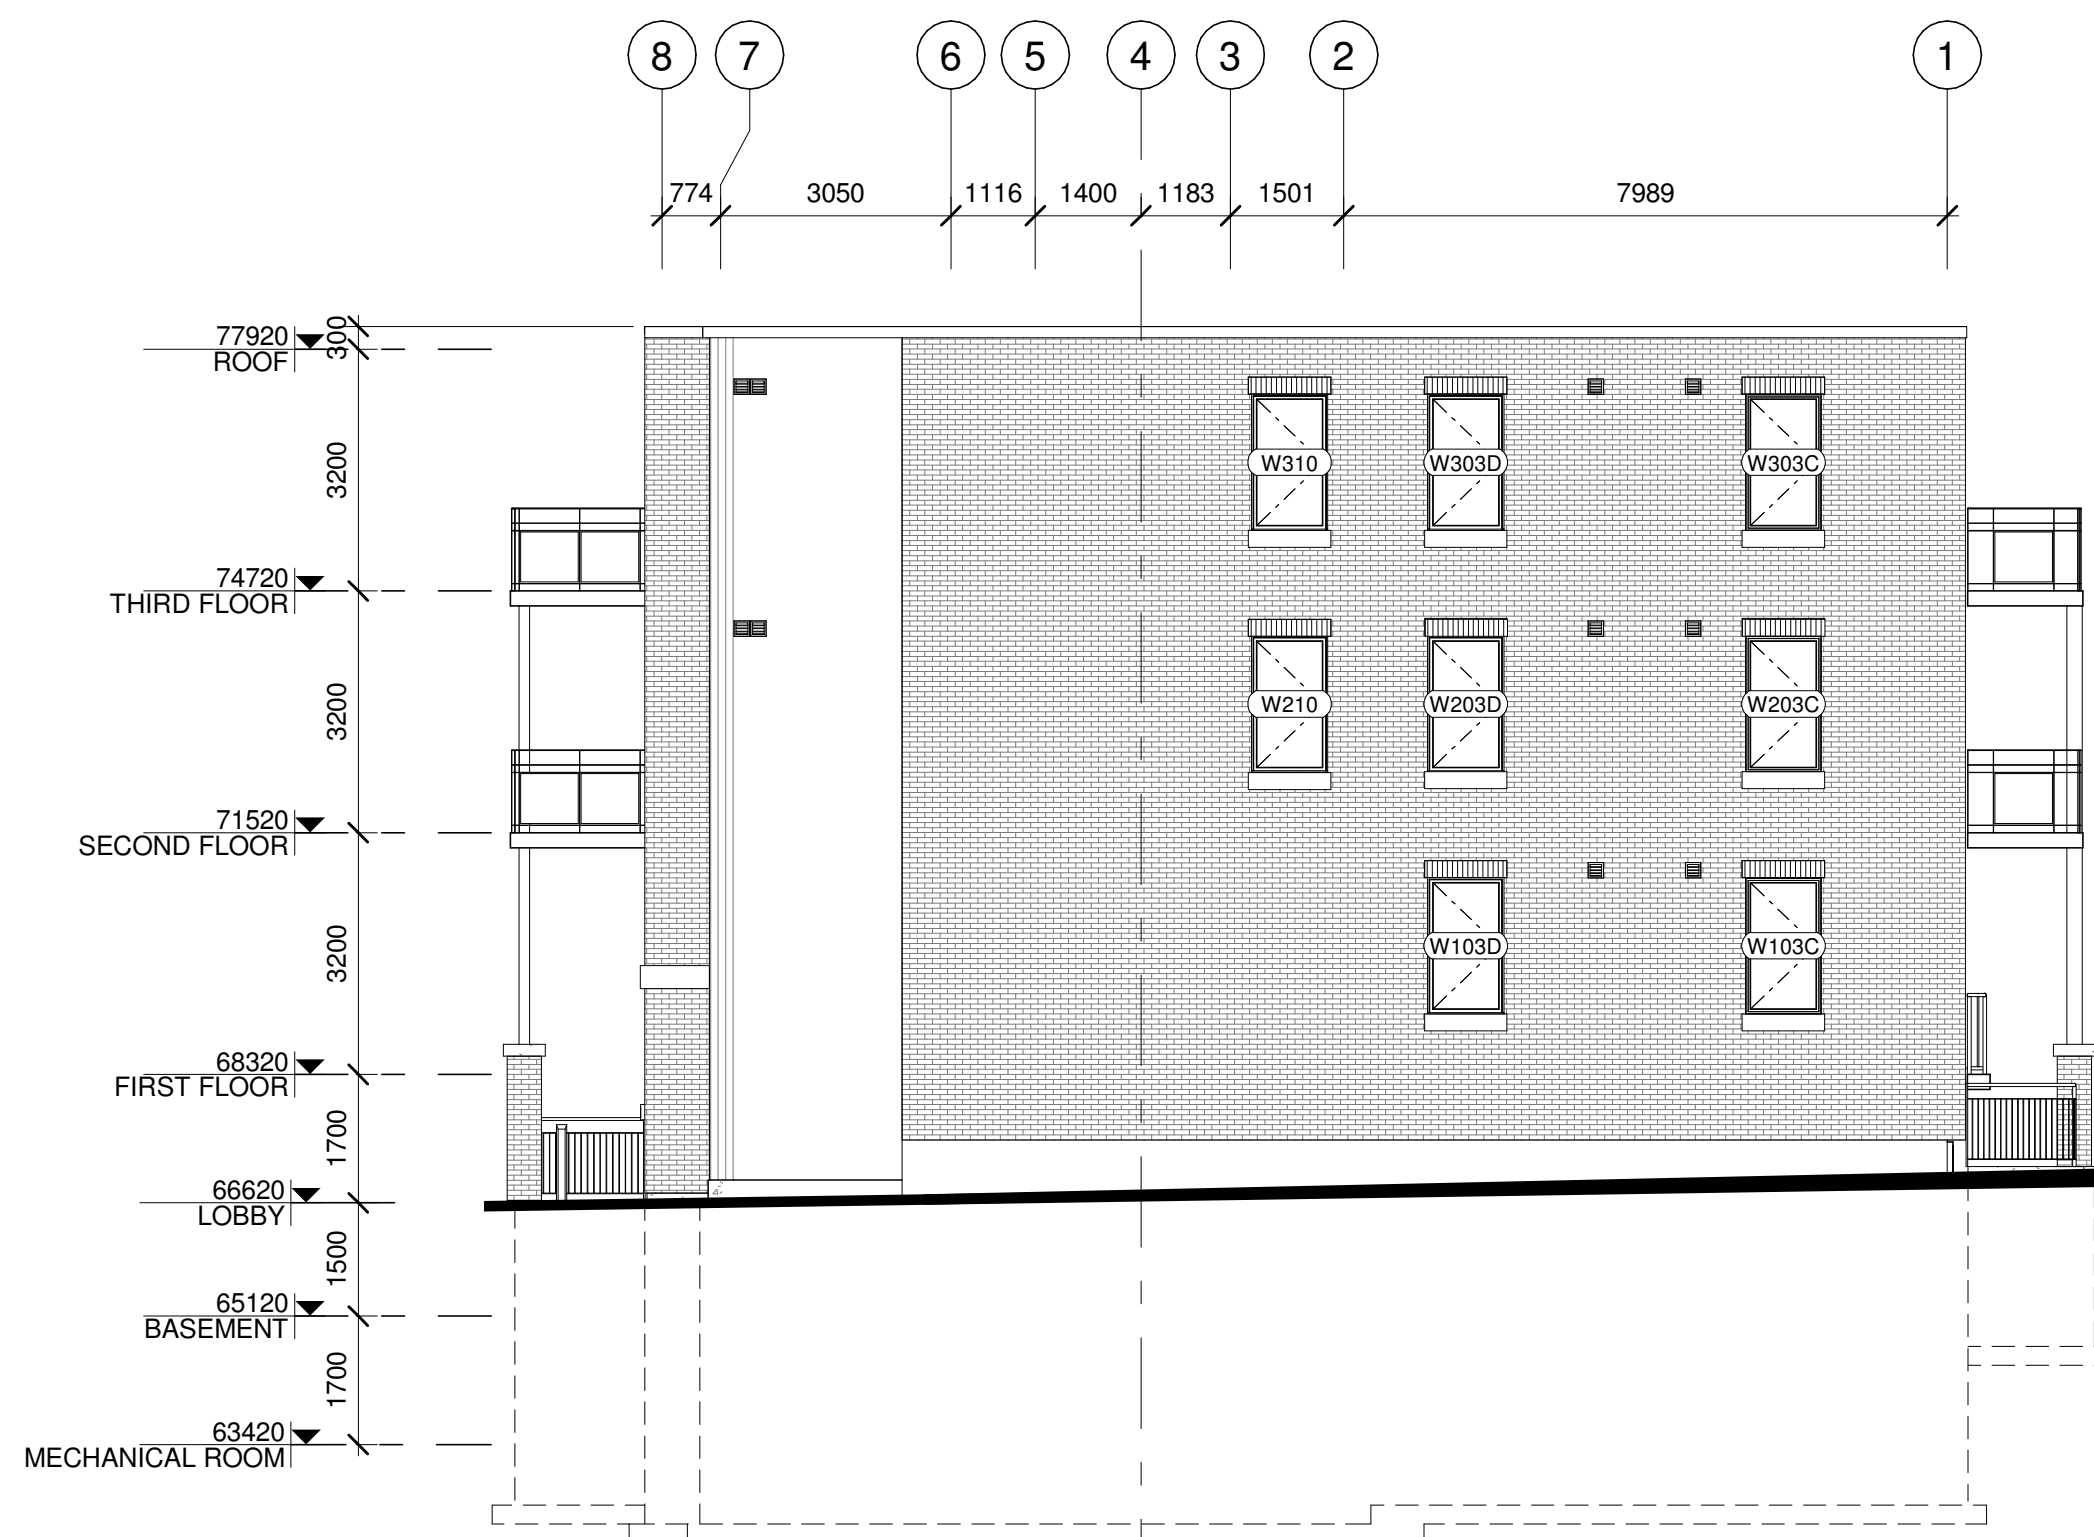 8 7 6 5 4 3 2 1
774 3050 1116 1400 1183 1501 7989
300
77920
ROOF
3200
W310 W303D W303C
74720
THIRD FLOOR
3200
W210 W203D W203C
71520
SECOND FLOOR
3200
W103D W103C
68320
FIRST FLOOR
1700
66620
LOBBY
1500
65120
BASEMENT
1700
63420
MECHANICAL ROOM